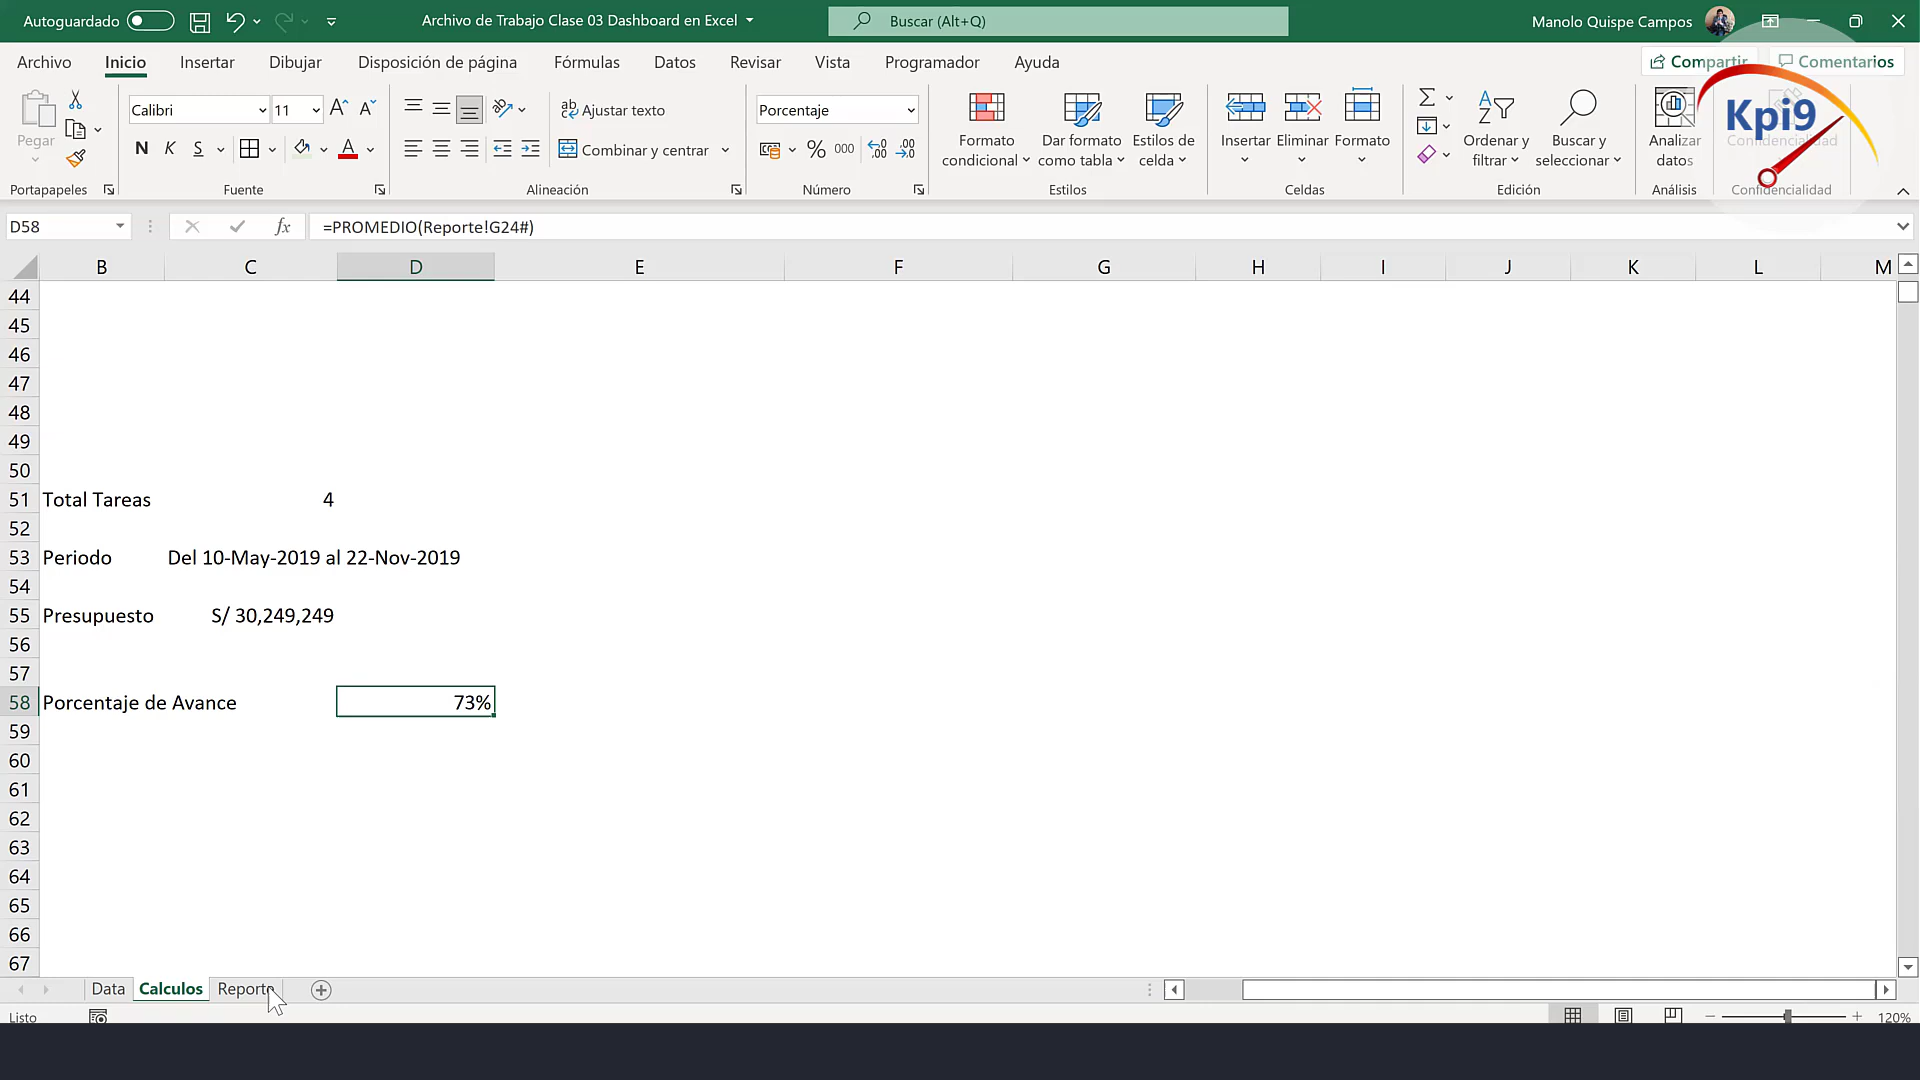 Autoguardado
Archivo de Trabajo Clase 03 Dashboard en Excel
Buscar (Alt+Q)
Manolo Quispe Campos
Archivo Inicio Insertar Dibujar Disposición de página Fórmulas Datos Revisar Vista Programador Ayuda
Compartir Comentarios
Kpi9
Pegar
Calibri 11
N K S
Ajustar texto
Combinar y centrar
Porcentaje
% 000
Formato condicional
Dar formato como tabla
Estilos de celda
Insertar Eliminar Formato
Ordenar y filtrar
Buscar y seleccionar
Analizar datos
Confidencialidad
Portapapeles Fuente Alineación Número Estilos Celdas Edición Análisis Confidencialidad
D58 fx =PROMEDIO(Reporte!G24#)
B C D E F G H I J K L M
44
45
46
47
48
49
50
51 Total Tareas 4
52
53 Periodo Del 10-May-2019 al 22-Nov-2019
54
55 Presupuesto S/ 30,249,249
56
57
58 Porcentaje de Avance 73%
59
60
61
62
63
64
65
66
67
Data Calculos Reporte
Listo
120%